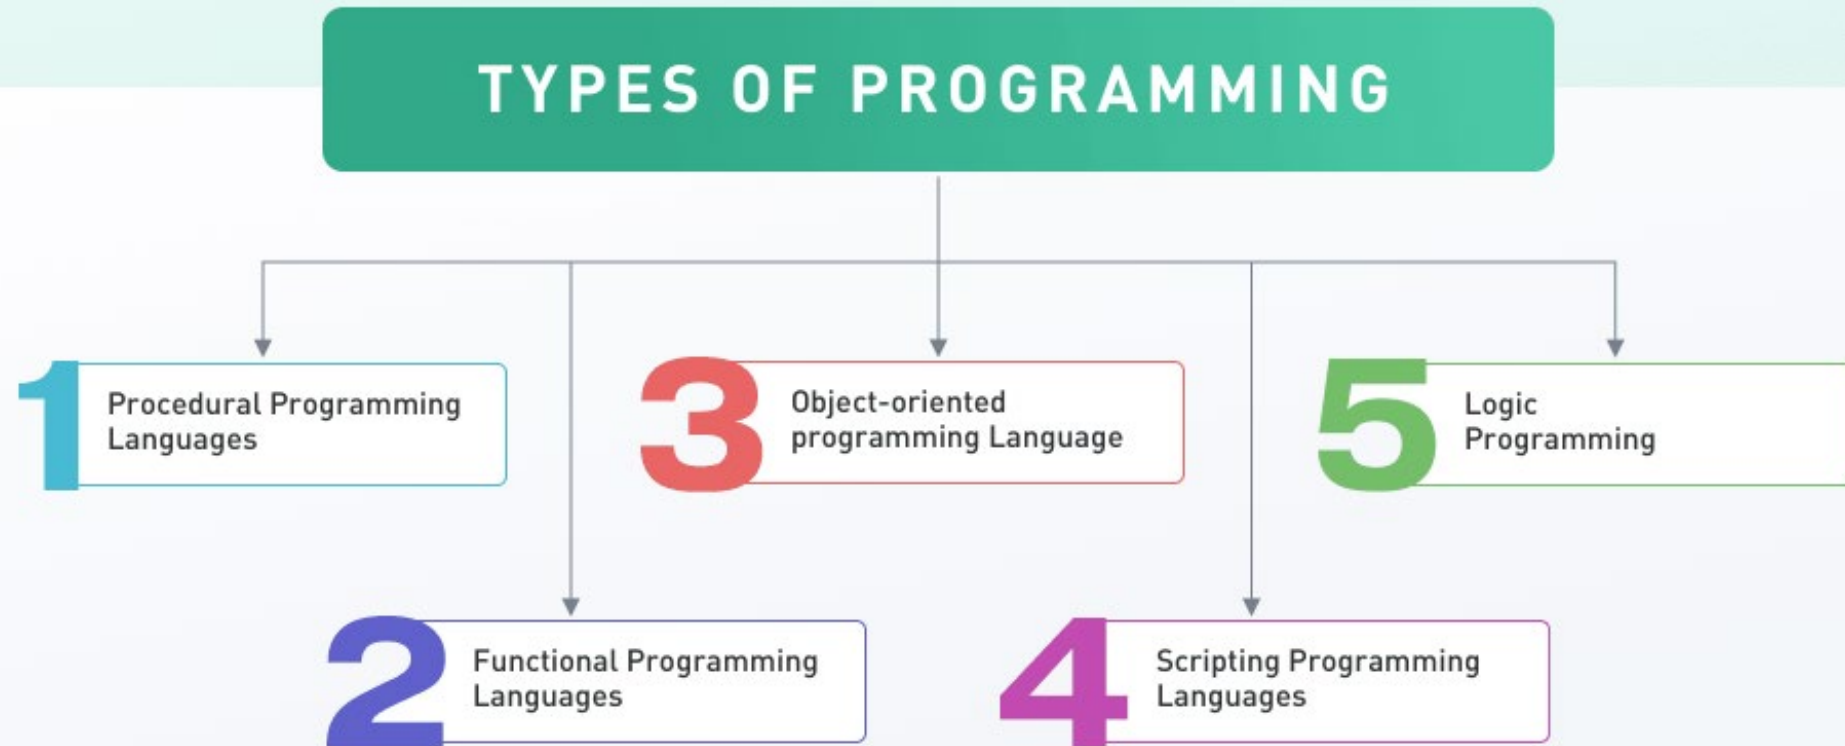 TYPES OF PROGRAMMING
1
Procedural Programming
Languages
2
Functional Programming
Languages
3
Object-oriented
programming Language
4
Scripting Programming
Languages
5
Logic
Programming